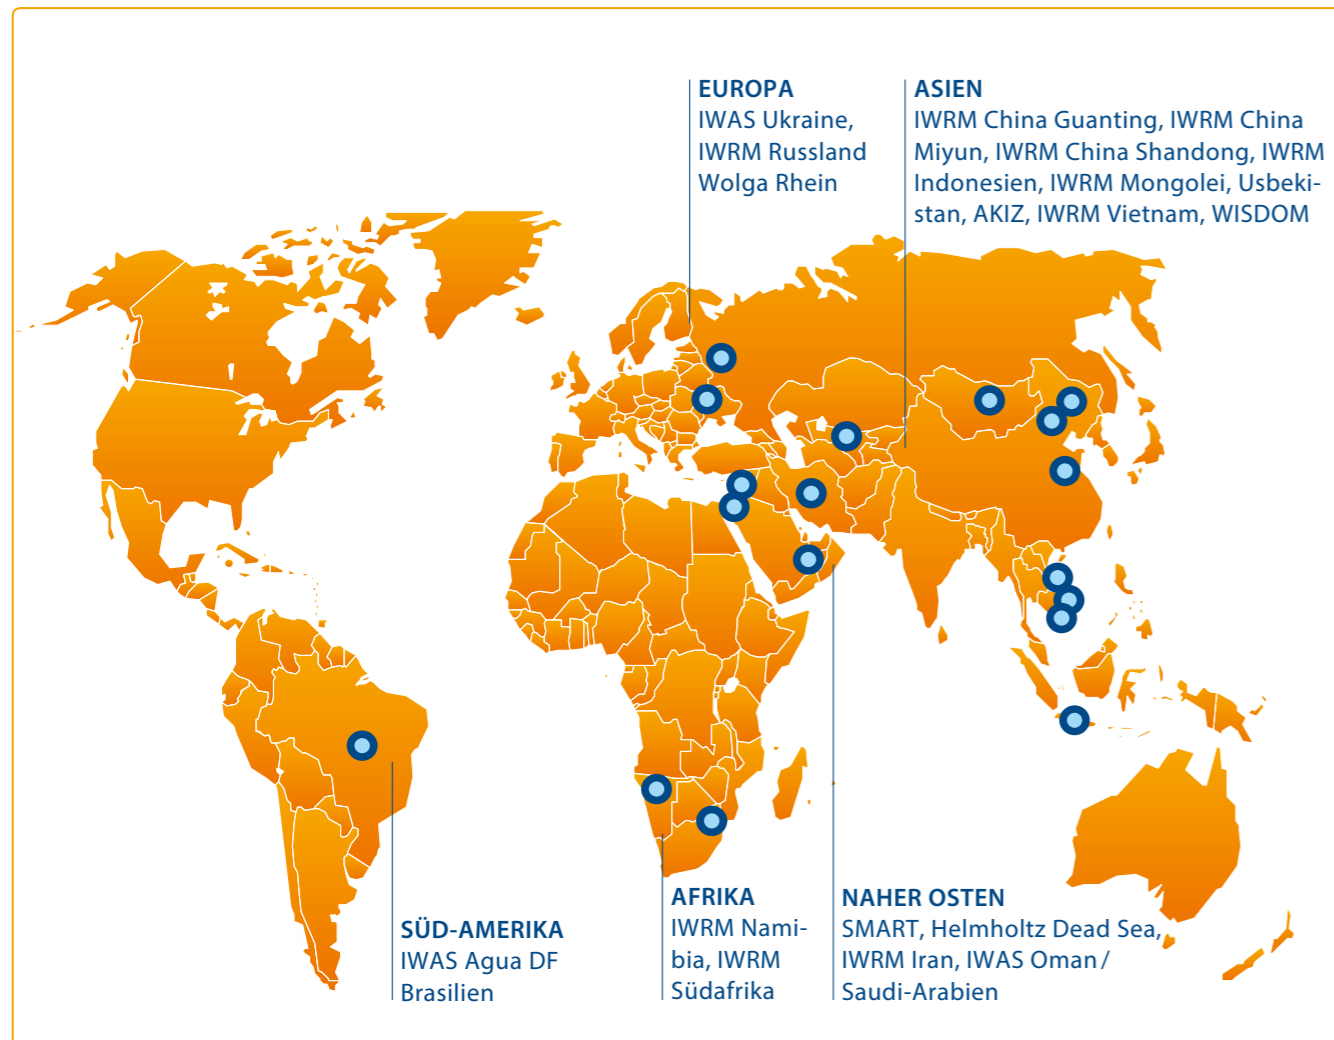 EUROPA
IWAS Ukraine,
IWRM Russland
Wolga Rhein
ASIEN
IWRM China Guanting, IWRM China
Miyun, IWRM China Shandong, IWRM
Indonesien, IWRM Mongolei, Usbeki-
stan, AKIZ, IWRM Vietnam, WISDOM
SÜD-AMERIKA
IWAS Agua DF
Brasilien
AFRIKA
IWRM Nami-
bia, IWRM
Südafrika
NAHER OSTEN
SMART, Helmholtz Dead Sea,
IWRM Iran, IWAS Oman /
Saudi-Arabien